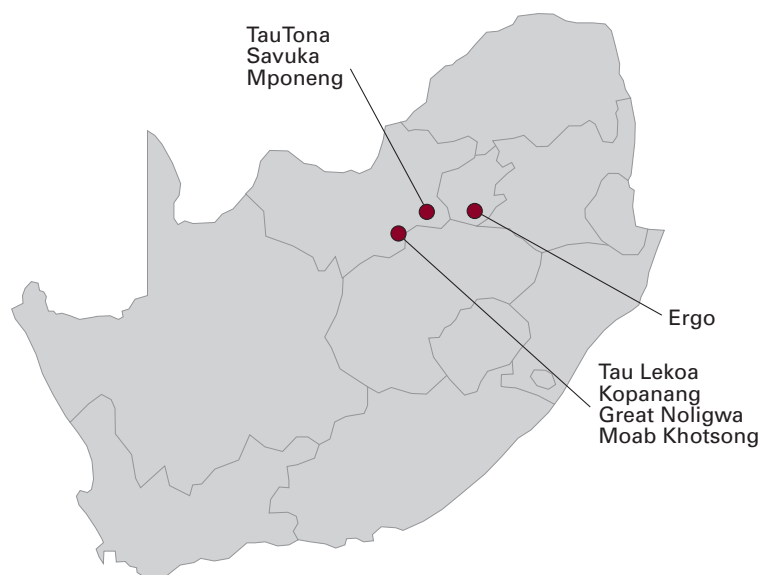 TauTona
Savuka
Mponeng
Ergo
Tau Lekoa
Kopanang
Great Noligwa
Moab Khotsong